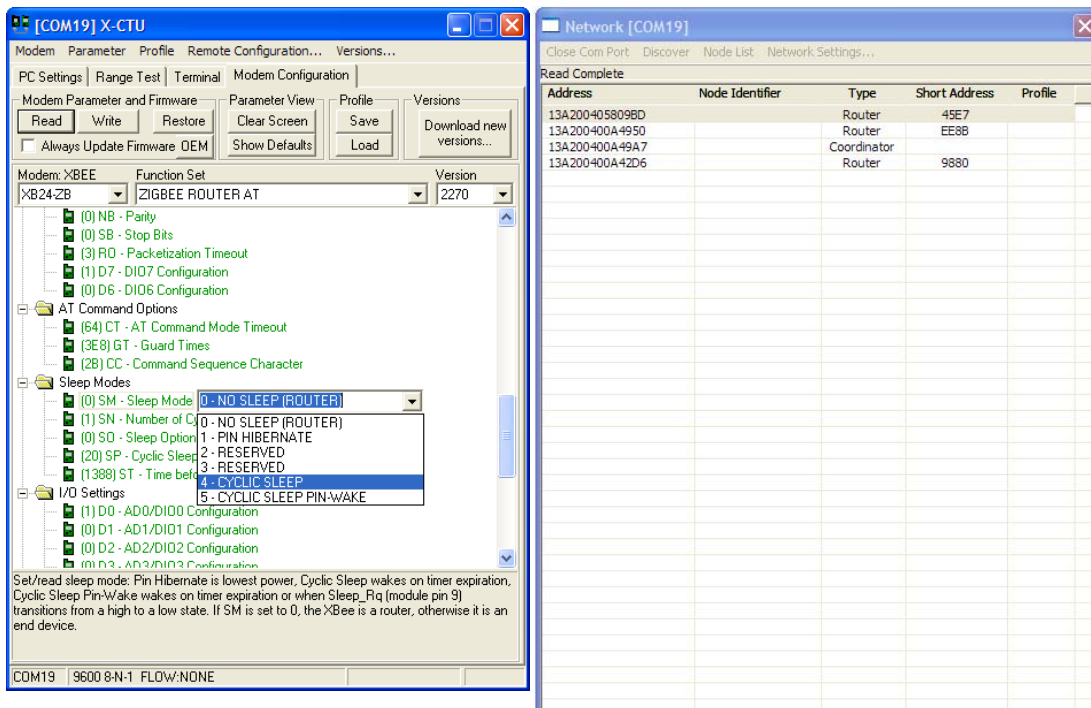 [COM19] X-CTU
Modem Parameter Profile Remote Configuration... Versions...
PC Settings Range Test Terminal Modem Configuration
Modem Parameter and Firmware Parameter View Profile Versions
Read Write Restore Clear Screen Save Download new versions...
Always Update Firmware OEM Show Defaults Load
Modem: XBEE Function Set Version
XB24-ZB ZIGBEE ROUTER AT 2270
(0) NB - Parity
(0) SB - Stop Bits
(3) RO - Packetization Timeout
(1) D7 - DIO7 Configuration
(0) D6 - DIO6 Configuration
AT Command Options
(64) CT - AT Command Mode Timeout
(3E8) GT - Guard Times
(2B) CC - Command Sequence Character
Sleep Modes
(0) SM - Sleep Mode 0 - NO SLEEP (ROUTER)
(1) SN - Number of Cy 0 - NO SLEEP (ROUTER)
(0) SO - Sleep Option 1 - PIN HIBERNATE
2 - RESERVED
(20) SP - Cyclic Sleep 3 - RESERVED
(1388) ST - Time befo 4 - CYCLIC SLEEP
I/O Settings 5 - CYCLIC SLEEP PIN-WAKE
(1) D0 - AD0/DIO0 Configuration
(0) D1 - AD1/DIO1 Configuration
(0) D2 - AD2/DIO2 Configuration
(0) D3 - AD3/DIO3 Configuration
Set/read sleep mode: Pin Hibernate is lowest power, Cyclic Sleep wakes on timer expiration,
Cyclic Sleep Pin-Wake wakes on timer expiration or when Sleep_Rq (module pin 9)
transitions from a high to a low state. If SM is set to 0, the XBee is a router, otherwise it is an
end device.
COM19 9600 8-N-1 FLOW:NONE
Network [COM19]
Close Com Port Discover Node List Network Settings...
Read Complete
Address Node Identifier Type Short Address Profile
13A200405809BD Router 45E7
13A200400A4950 Router EE8B
13A200400A49A7 Coordinator
13A200400A42D6 Router 9880